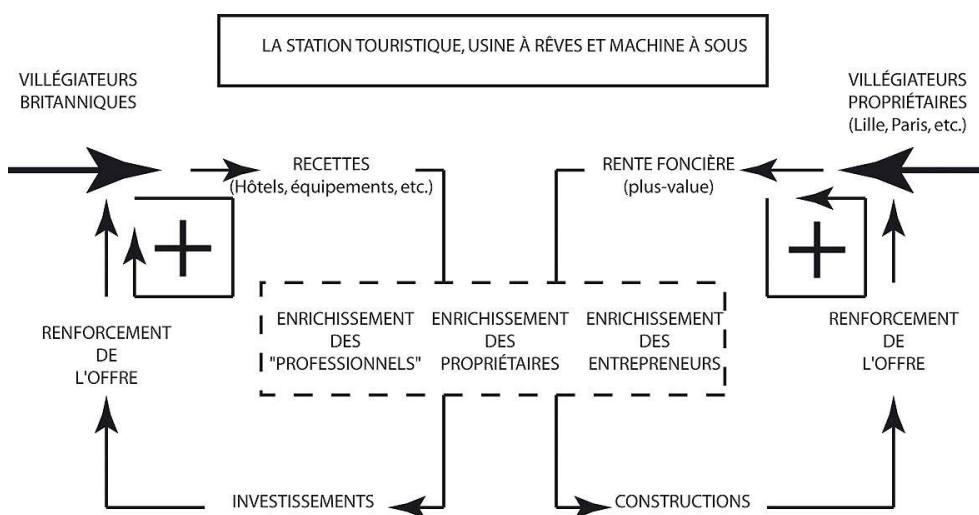 LA STATION TOURISTIQUE, USINE À RÊVES ET MACHINE À SOUS
VILLÉGIATEURS
BRITANNIQUES
VILLÉGIATEURS
PROPRIÉTAIRES
(Lille, Paris, etc.)
RECETTES
(Hôtels, équipements, etc.)
RENTE FONCIÈRE
(plus-value)
RENFORCEMENT
DE
L'OFFRE
ENRICHISSEMENT
DES
"PROFESSIONNELS"
ENRICHISSEMENT
DES
PROPRIÉTAIRES
ENRICHISSEMENT
DES
ENTREPRENEURS
RENFORCEMENT
DE
L'OFFRE
INVESTISSEMENTS
CONSTRUCTIONS